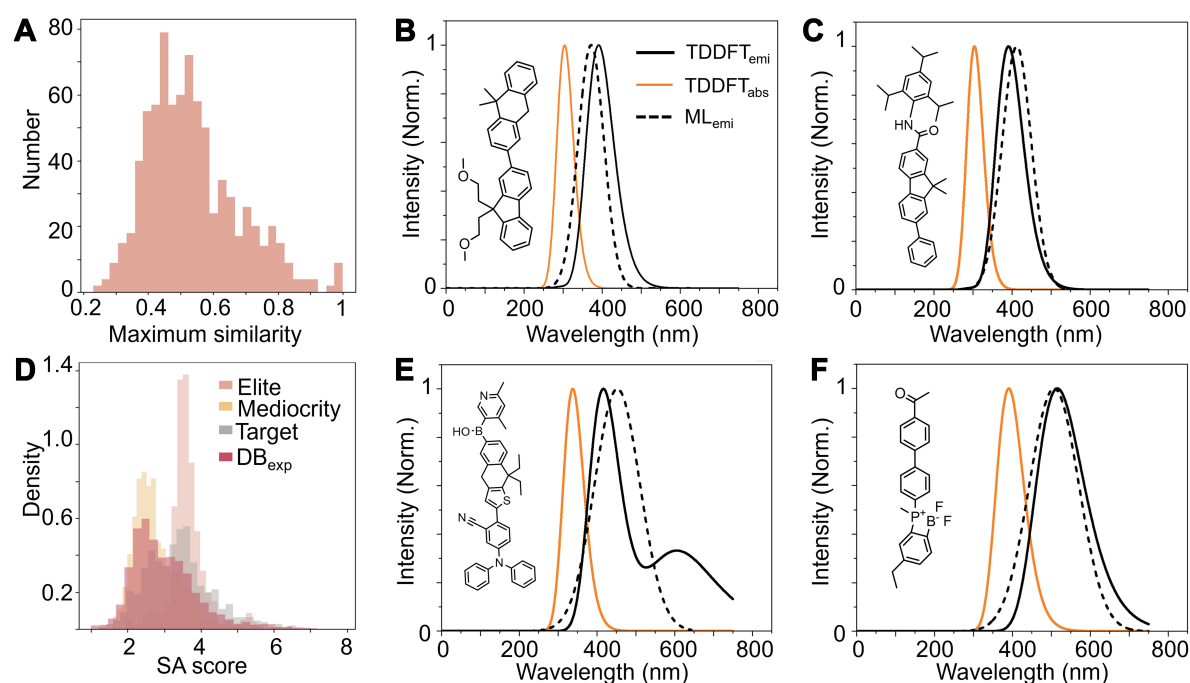 A
80
60
40
20
0
Number
0.2 0.4 0.6 0.8 1
Maximum similarity
B
1
0
Intensity (Norm.)
TDDFTemi
TDDFTabs
MLemi
O
O
0 200 400 600 800
Wavelength (nm)
C
1
0
Intensity (Norm.)
HN
O
0 200 400 600 800
Wavelength (nm)
D
1.4
1.0
0.6
0.2
Density
Elite
Mediocrity
Target
DBexp
2 4 6 8
SA score
E
1
0
Intensity (Norm.)
N
HO-B
S
N
N
0 200 400 600 800
Wavelength (nm)
F
1
0
Intensity (Norm.)
O
P+
B-
F
F
0 200 400 600 800
Wavelength (nm)